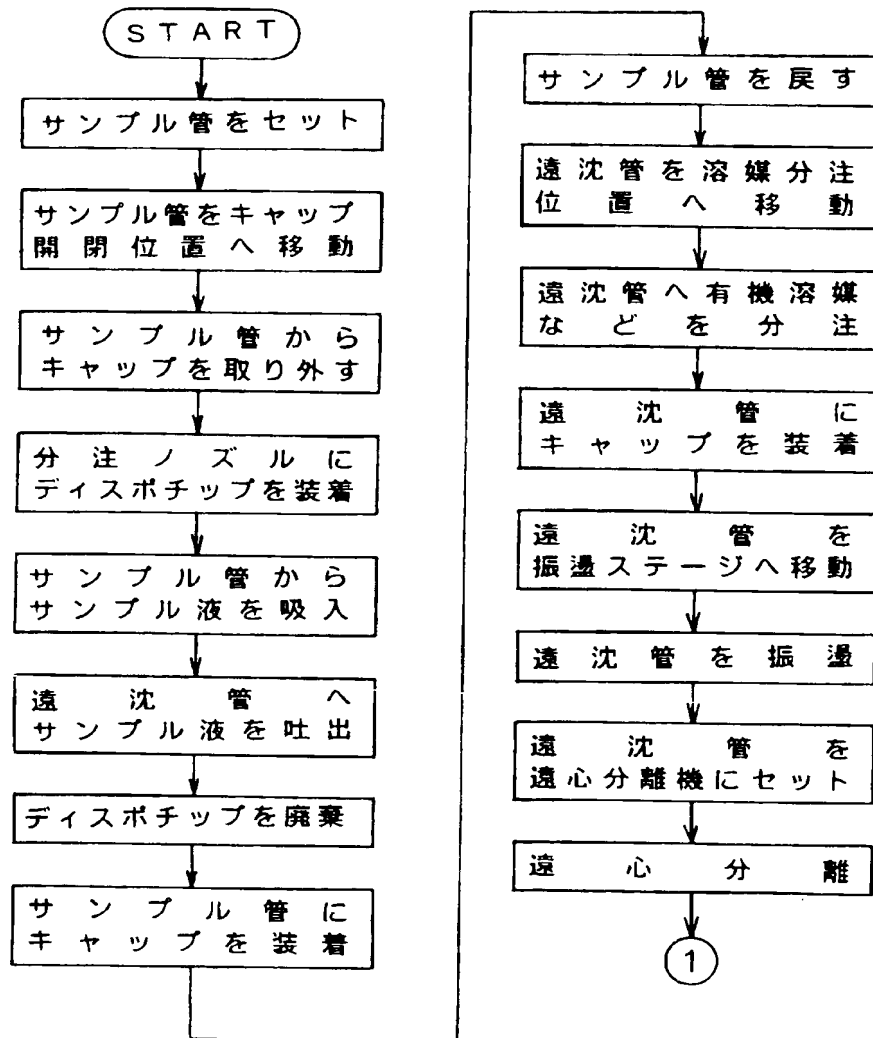 START
サンプル管をセット
サンプル管をキャップ
開閉位置へ移動
サンプル管から
キャップを取り外す
分注ノズルに
ディスポチップを装着
サンプル管から
サンプル液を吸入
遠沈管へ
サンプル液を吐出
ディスポチップを廃棄
サンプル管に
キャップを装着
サンプル管を戻す
遠沈管を溶媒分注
位置へ移動
遠沈管へ有機溶媒
などを分注
遠沈管に
キャップを装着
遠沈管を
振盪ステージへ移動
遠沈管を振盪
遠沈管を
遠心分離機にセット
遠心分離
1